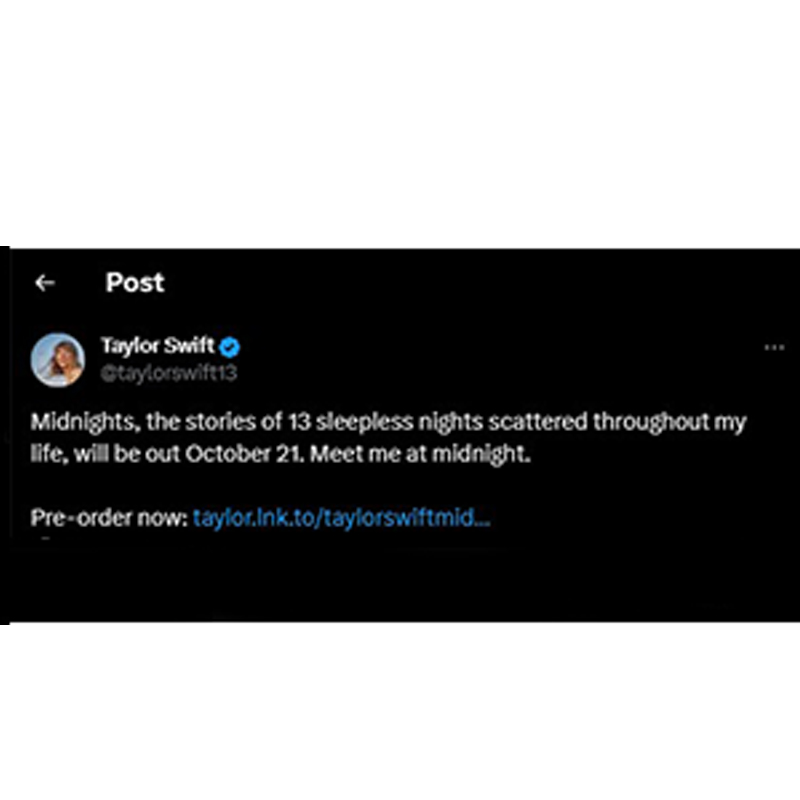 Post
Taylor Swift
@taylorswift13
Midnights, the stories of 13 sleepless nights scattered throughout my
life, will be out October 21. Meet me at midnight.
Pre-order now: taylor.lnk.to/taylorswiftmid...